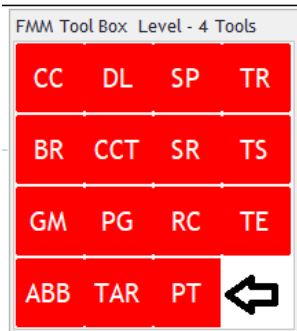 FMM Tool Box Level - 4 Tools
CC DL SP TR
BR CCT SR TS
GM PG RC TE
ABB TAR PT